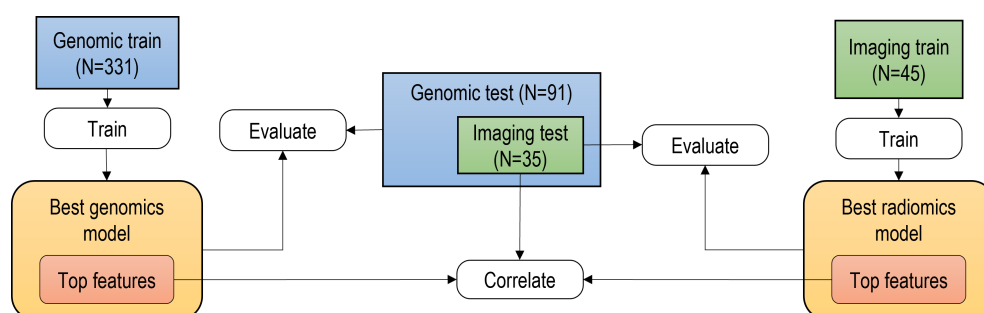 Genomic train
(N=331)
Train
Best genomics
model
Top features
Evaluate
Genomic test (N=91)
Imaging test
(N=35)
Correlate
Evaluate
Imaging train
(N=45)
Train
Best radiomics
model
Top features